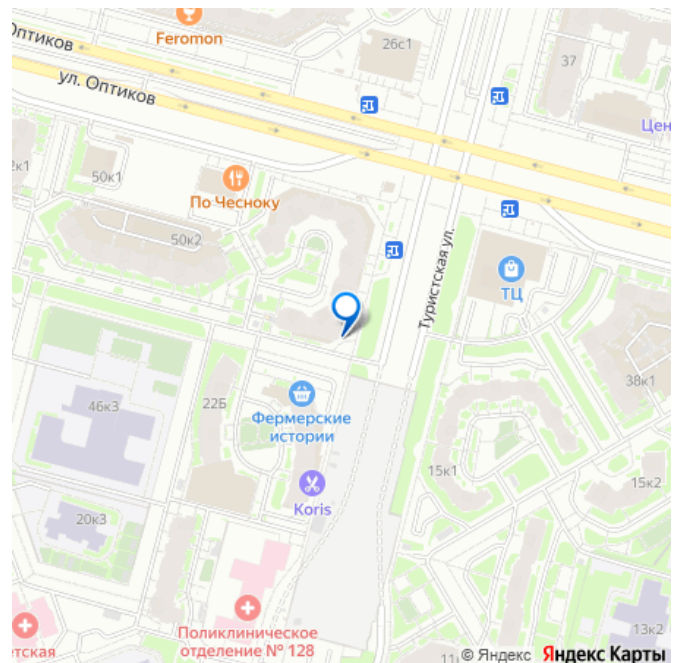 Оптиков
Feromon
26с1
37
ул. Оптиков
Цен
2к1
50к1
По Чесноку
50к2
Туристская ул.
ТЦ
38к1
46к3
22Б
Фермерские
истории
15к1
15к2
Koris
20к3
Поликлиническое
отделение № 128
етская
13к2
11
© Яндекс Яндекс Карты